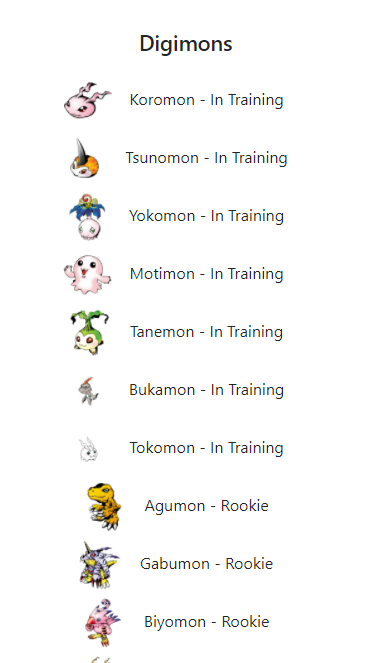 Digimons
Koromon - In Training
Tsunomon - In Training
Yokomon - In Training
Motimon - In Training
Tanemon - In Training
Bukamon - In Training
Tokomon - In Training
Agumon - Rookie
Gabumon - Rookie
Biyomon - Rookie